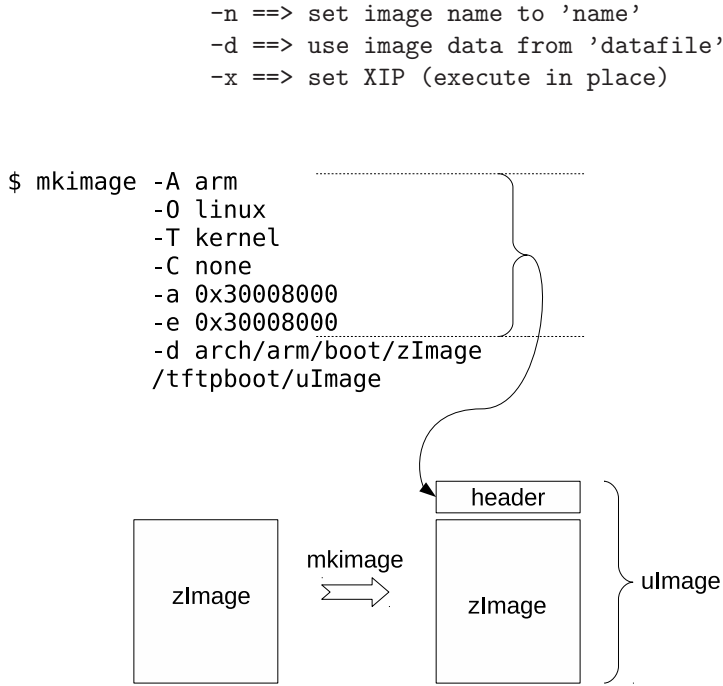 -n ==> set image name to ’name’
-d ==> use image data from ’datafile’
-x ==> set XIP (execute in place)
$ mkimage -A arm
-O linux
-T kernel
-C none
-a 0x30008000
-e 0x30008000
-d arch/arm/boot/zImage
/tftpboot/uImage
header
mkimage
zImage
zImage
uImage